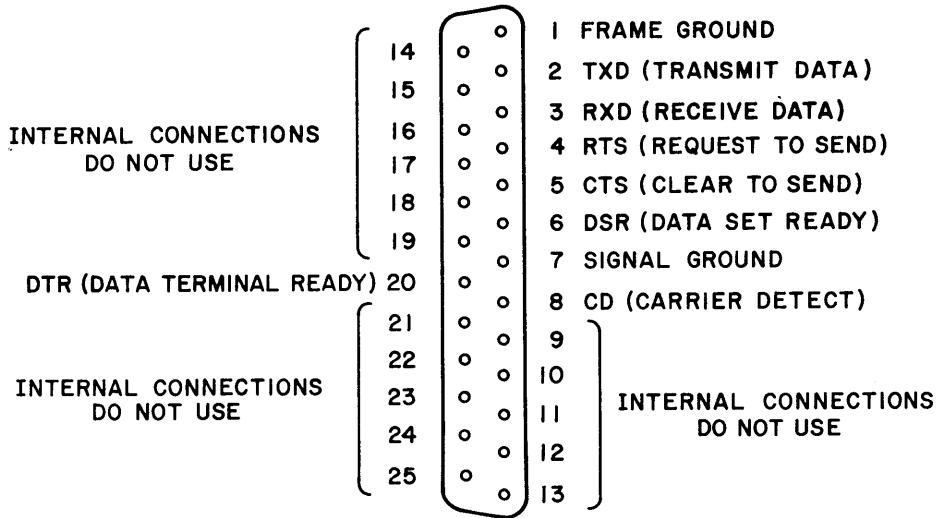 1 FRAME GROUND
2 TXD (TRANSMIT DATA)
3 RXD (RECEIVE DATA)
4 RTS (REQUEST TO SEND)
5 CTS (CLEAR TO SEND)
6 DSR (DATA SET READY)
7 SIGNAL GROUND
8 CD (CARRIER DETECT)
9
10
11
12
13
INTERNAL CONNECTIONS
DO NOT USE
14
15
16
17
18
19
INTERNAL CONNECTIONS
DO NOT USE
DTR (DATA TERMINAL READY) 20
21
22
23
24
25
INTERNAL CONNECTIONS
DO NOT USE